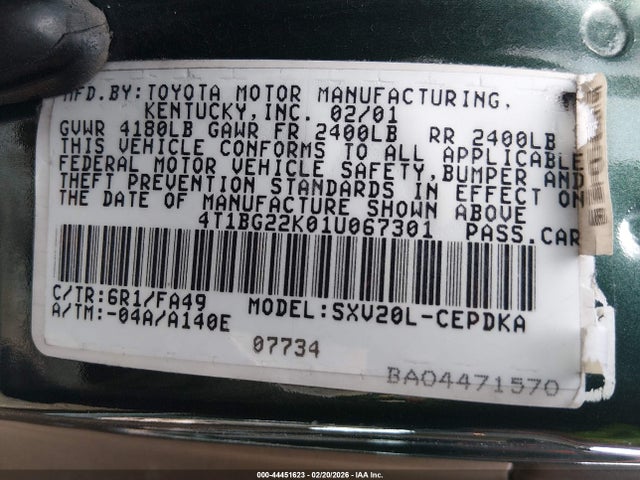 MFD.BY:TOYOTA MOTOR MANUFACTURING,
KENTUCKY,INC. 02/01
GVWR 4180LB GAWR FR 2400LB RR 2400LB
THIS VEHICLE CONFORMS TO ALL APPLICABLE
FEDERAL MOTOR VEHICLE SAFETY,BUMPER AND
THEFT PREVENTION STANDARDS IN EFFECT ON
THE DATE OF MANUFACTURE SHOWN ABOVE
4T1BG22K01U067301 PASS.CAR
C/TR:6R1/FA49 MODEL:SXV20L-CEPDKA
A/TM:-04A/A140E
07734
BA04471570
000-44451623 - 02/20/2026 - IAA Inc.